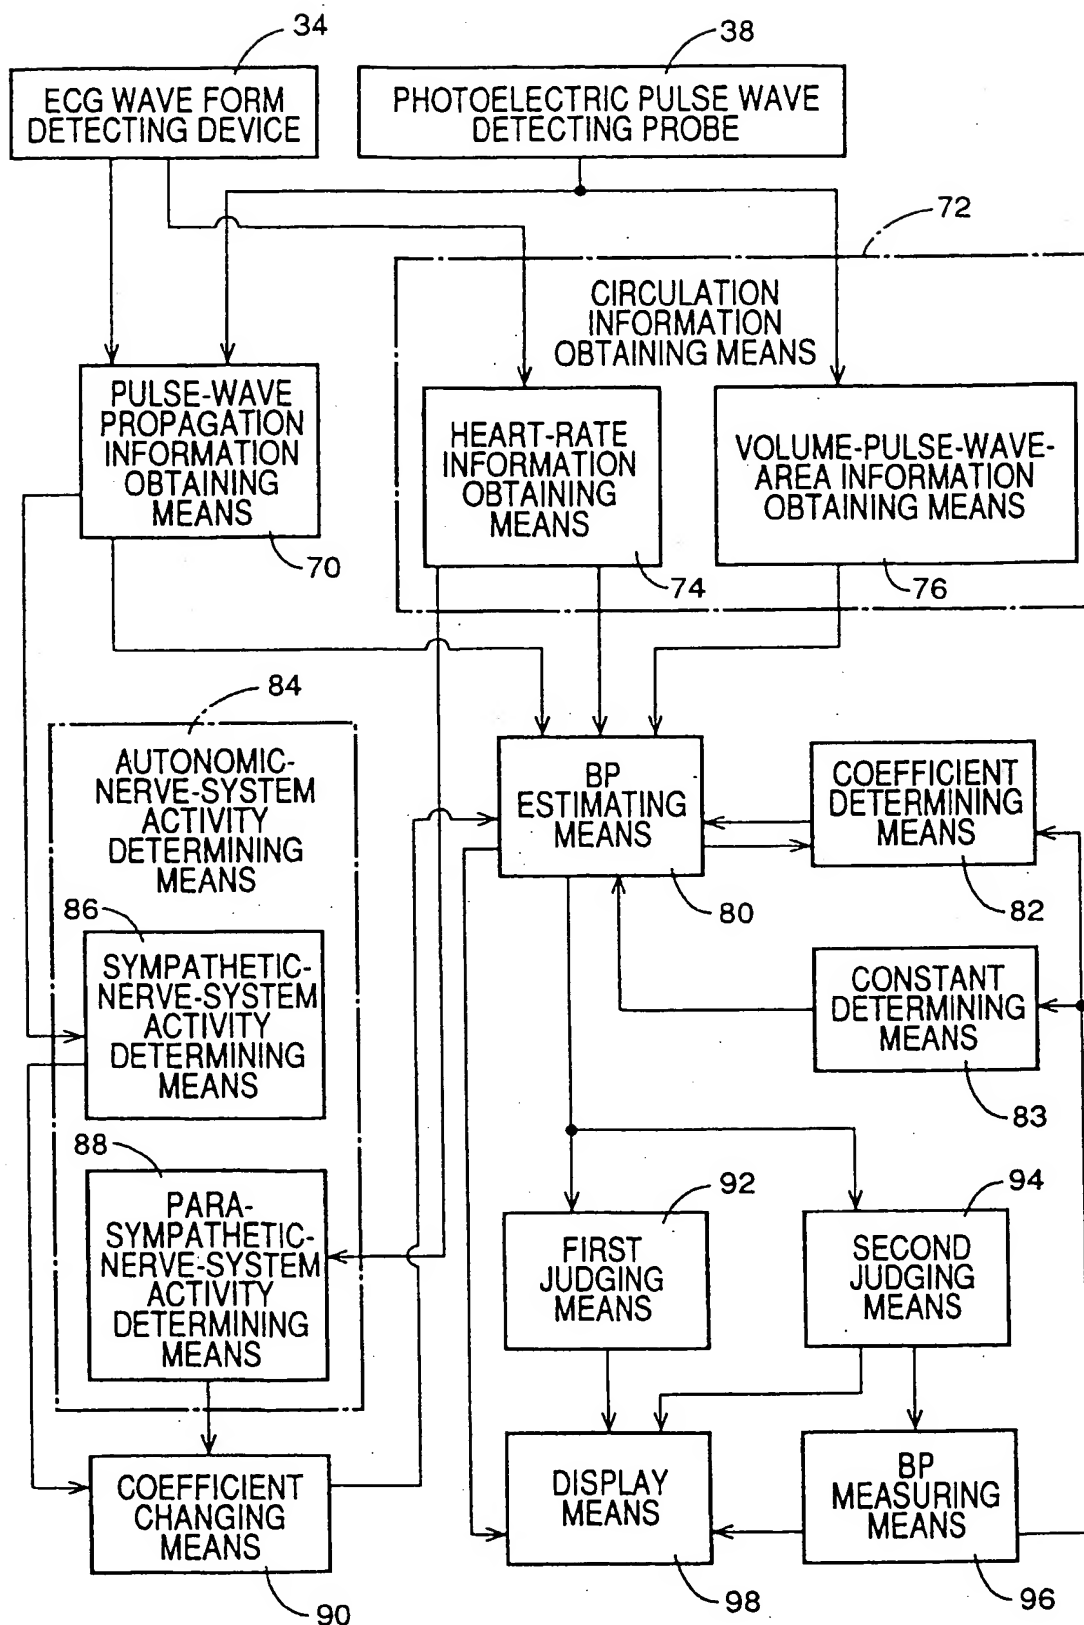 34
38
ECG WAVE FORM
DETECTING DEVICE
PHOTOELECTRIC PULSE WAVE
DETECTING PROBE
72
CIRCULATION
INFORMATION
OBTAINING MEANS
PULSE-WAVE
PROPAGATION
INFORMATION
OBTAINING
MEANS
70
HEART-RATE
INFORMATION
OBTAINING
MEANS
74
VOLUME-PULSE-WAVE-
AREA INFORMATION
OBTAINING MEANS
76
84
AUTONOMIC-
NERVE-SYSTEM
ACTIVITY
DETERMINING
MEANS
BP
ESTIMATING
MEANS
80
COEFFICIENT
DETERMINING
MEANS
82
86
SYMPATHETIC-
NERVE-SYSTEM
ACTIVITY
DETERMINING
MEANS
CONSTANT
DETERMINING
MEANS
83
88
PARA-
SYMPATHETIC-
NERVE-SYSTEM
ACTIVITY
DETERMINING
MEANS
92
FIRST
JUDGING
MEANS
94
SECOND
JUDGING
MEANS
COEFFICIENT
CHANGING
MEANS
90
DISPLAY
MEANS
98
BP
MEASURING
MEANS
96